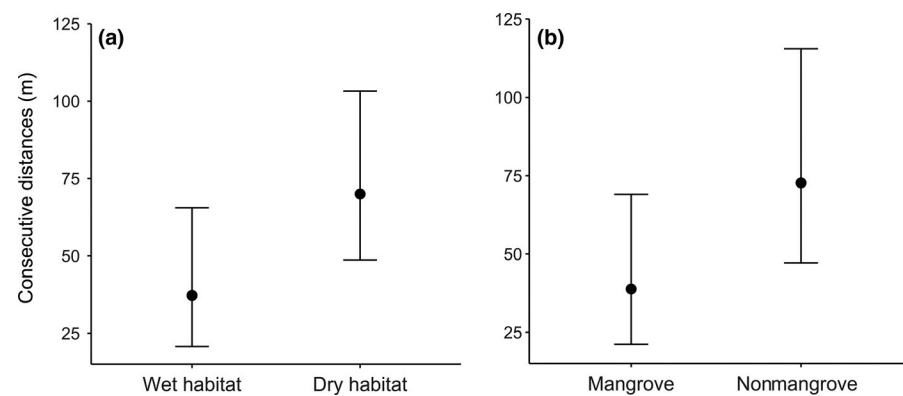 (a)
125
100
75
50
25
Consecutive distances (m)
Wet habitat Dry habitat
(b)
125
100
75
50
25
Mangrove Nonmangrove